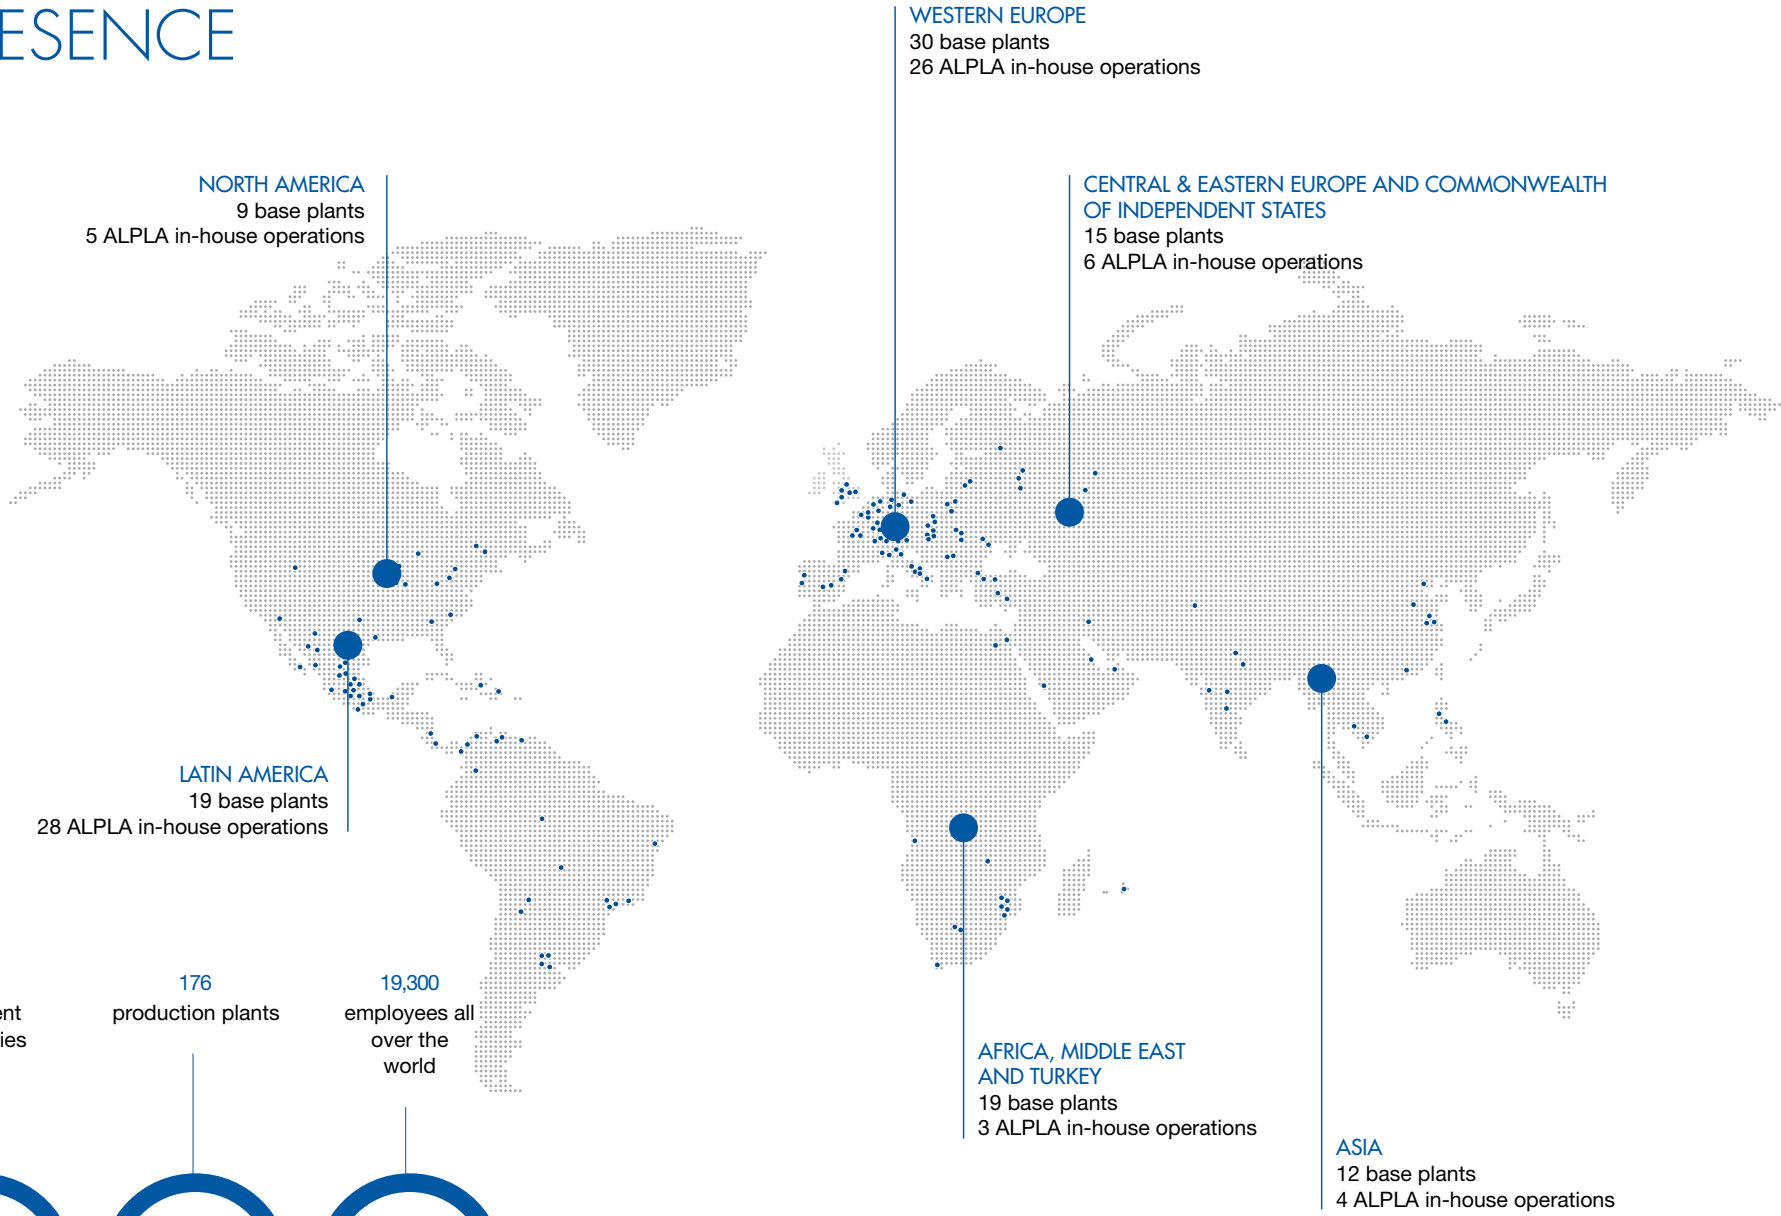 ESENCE
WESTERN EUROPE
30 base plants
26 ALPLA in-house operations
NORTH AMERICA
9 base plants
5 ALPLA in-house operations
CENTRAL & EASTERN EUROPE AND COMMONWEALTH
OF INDEPENDENT STATES
15 base plants
6 ALPLA in-house operations
LATIN AMERICA
19 base plants
28 ALPLA in-house operations
ent
ies
176
production plants
19,300
employees all
over the
world
AFRICA, MIDDLE EAST
AND TURKEY
19 base plants
3 ALPLA in-house operations
ASIA
12 base plants
4 ALPLA in-house operations